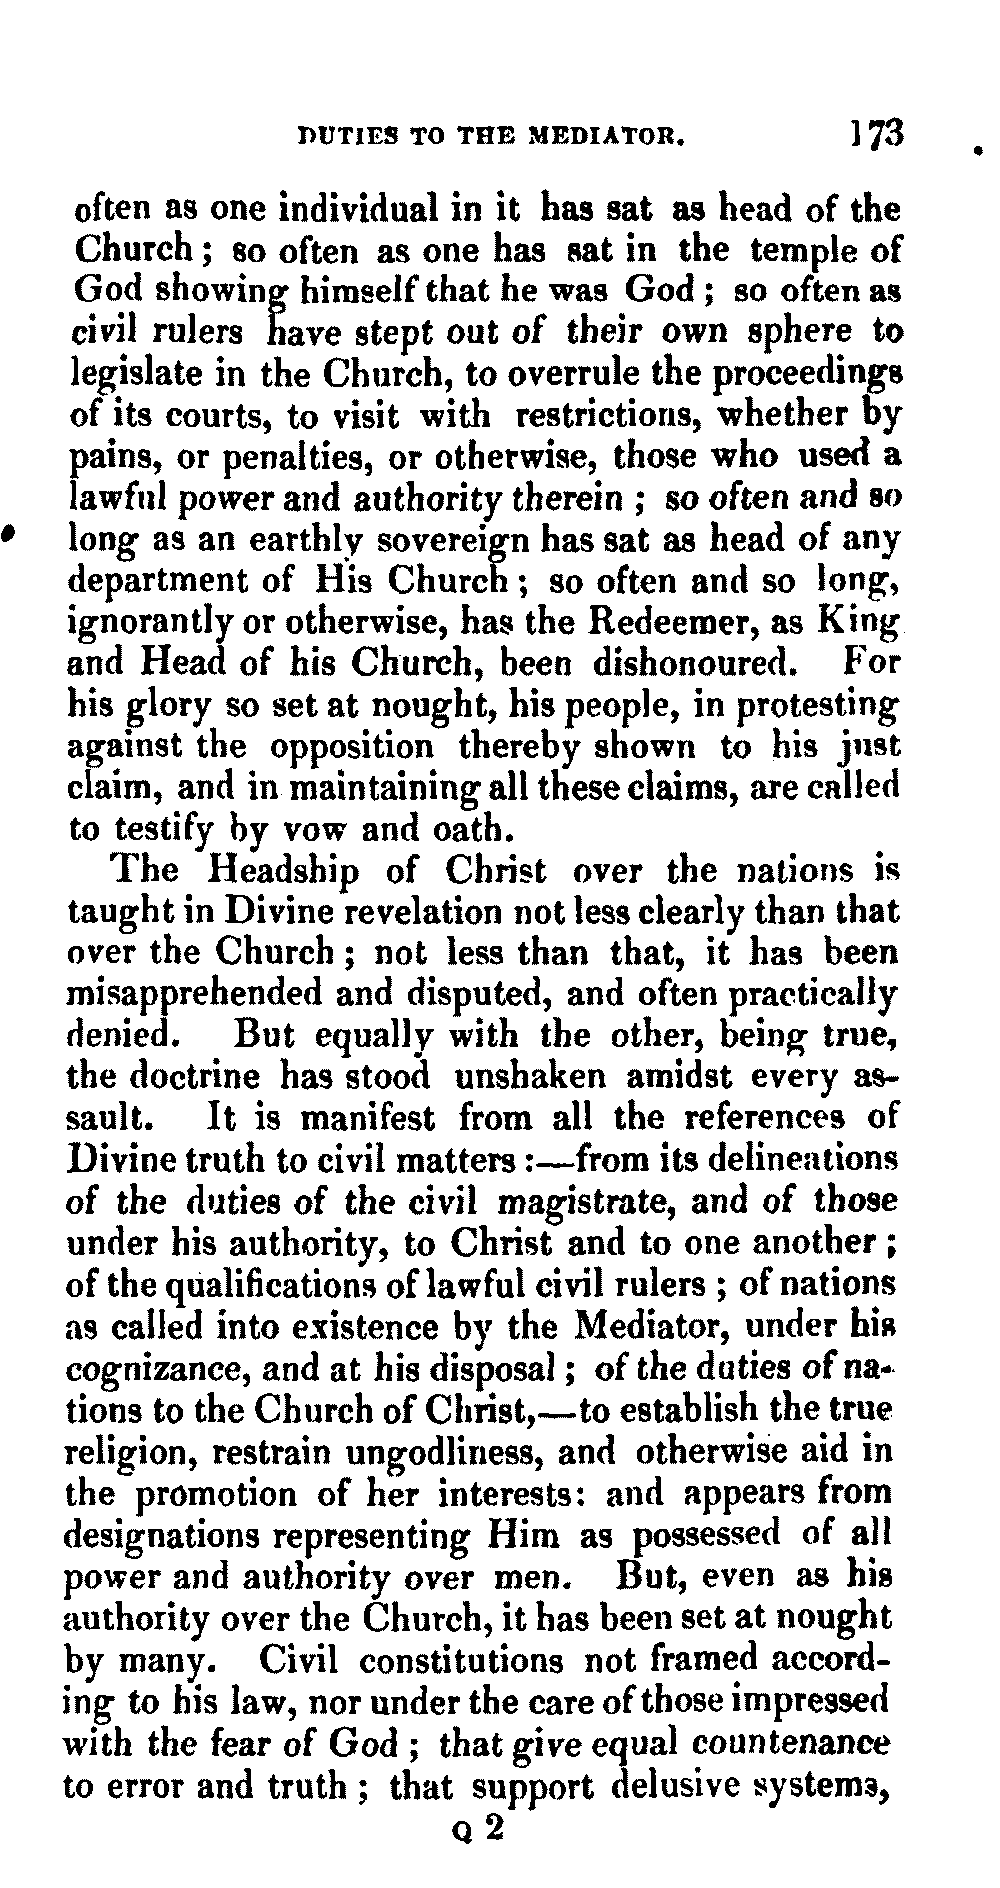 DUTIES TO THE MEDIATOR. 173
often as one individual in it has sat as head of the
Church; so often as one has sat in the temple of
God showing himself that he was God; so often as
civil rulers have stept out of their own sphere to
legislate in the Church, to overrule the proceedings
of its courts, to visit with restrictions, whether by
pains, or penalties, or otherwise, those who used a
lawful power and authority therein; so often and so
long as an earthly sovereign has sat as head of any
department of His Church; so often and so long,
ignorantly or otherwise, has the Redeemer, as King
and Head of his Church, been dishonoured. For
his glory so set at nought, his people, in protesting
against the opposition thereby shown to his just
claim, and in maintaining all these claims, are called
to testify by vow and oath.
The Headship of Christ over the nations is
taught in Divine revelation not less clearly than that
over the Church; not less than that, it has been
misapprehended and disputed, and often practically
denied. But equally with the other, being true,
the doctrine has stood unshaken amidst every as-
sault. It is manifest from all the references of
Divine truth to civil matters:—from its delineations
of the duties of the civil magistrate, and of those
under his authority, to Christ and to one another;
of the qualifications of lawful civil rulers; of nations
as called into existence by the Mediator, under his
cognizance, and at his disposal; of the duties of na-
tions to the Church of Christ,—to establish the true
religion, restrain ungodliness, and otherwise aid in
the promotion of her interests: and appears from
designations representing Him as possessed of all
power and authority over men. But, even as his
authority over the Church, it has been set at nought
by many. Civil constitutions not framed accord-
ing to his law, nor under the care of those impressed
with the fear of God; that give equal countenance
to error and truth; that support delusive systems,
Q 2